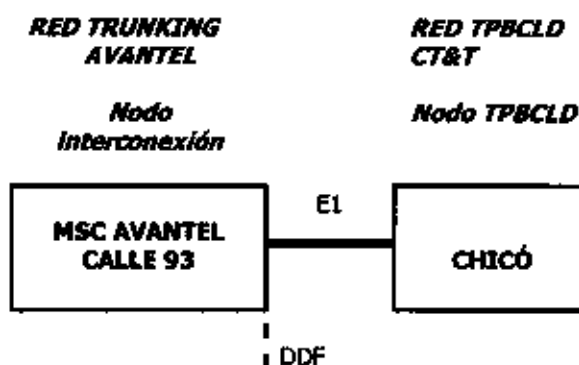 RED TRUNKING
AVANTEL
RED TPBCLD
CT&T
Nodo
Interconexión
Nodo TPBCLD
MSC AVANTEL
CALLE 93
E1
CHICÓ
DDF